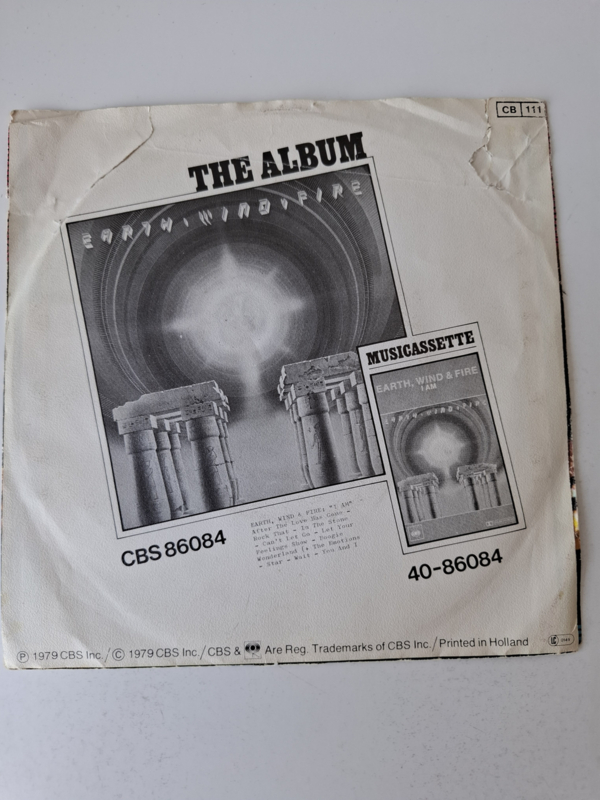 CB 111
THE ALBUM
EARTH, WIND & FIRE
MUSICASSETTE
EARTH, WIND & FIRE
I AM
EARTH, WIND & FIRE
EARTH, WIND & FIRE, "I AM"
After The Love Has Gone -
Rock That - In The Stone
- Can't Let Go - Let Your
Feelings Show - Boogie
Wonderland (+ The Emotions
- Star - Wait - You And I
CBS 86084
40-86084
Ⓟ 1979 CBS Inc./Ⓒ 1979 CBS Inc./CBS & Are Reg. Trademarks of CBS Inc./Printed in Holland